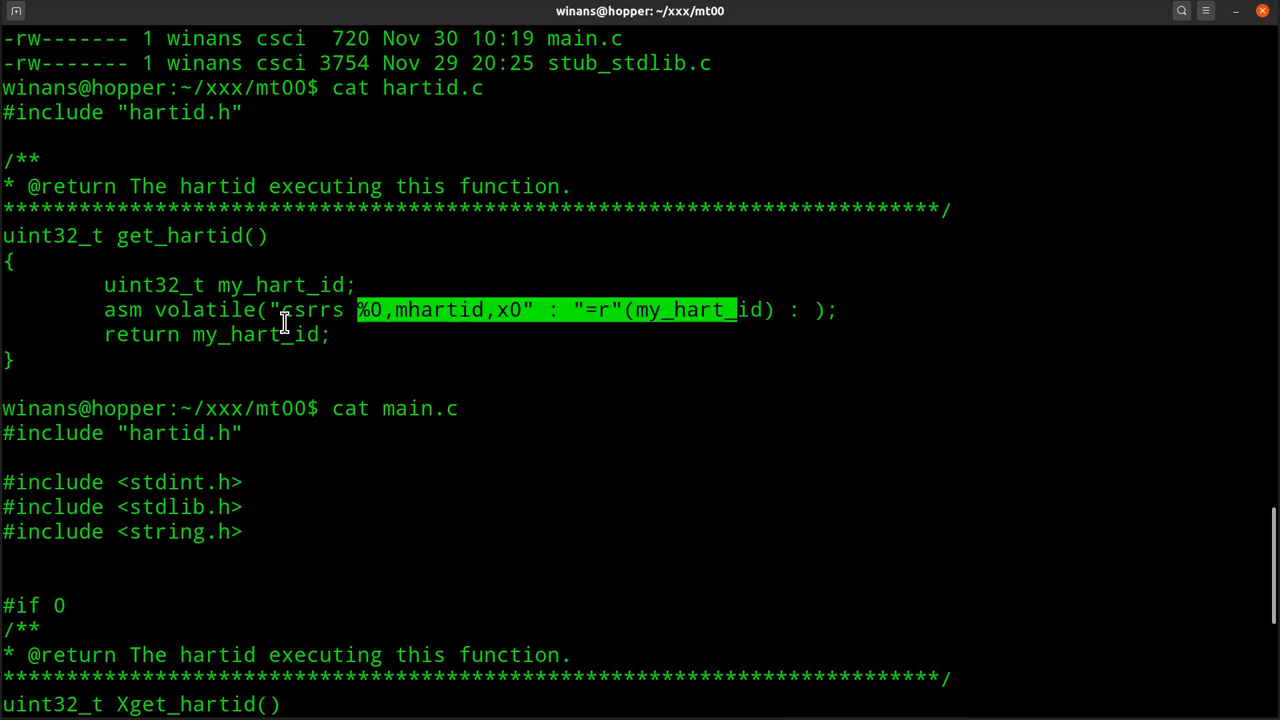 winans@hopper: ~/xxx/mt00
-rw------- 1 winans csci  720 Nov 30 10:19 main.c
-rw------- 1 winans csci 3754 Nov 29 20:25 stub_stdlib.c
winans@hopper:~/xxx/mt00$ cat hartid.c
#include "hartid.h"

/**
* @return The hartid executing this function.
**************************************************************************/
uint32_t get_hartid()
{
        uint32_t my_hart_id;
        asm volatile("csrrs %0,mhartid,x0" : "=r"(my_hart_id) : );
        return my_hart_id;
}

winans@hopper:~/xxx/mt00$ cat main.c
#include "hartid.h"

#include <stdint.h>
#include <stdlib.h>
#include <string.h>


#if 0
/**
* @return The hartid executing this function.
**************************************************************************/
uint32_t Xget_hartid()